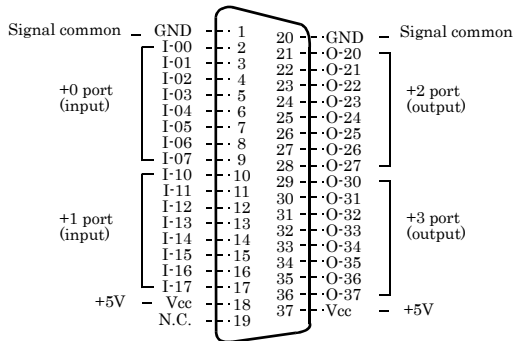 Signal common GND 1 20 GND Signal common
I-00 2 21 O-20
I-01 3 22 O-21
I-02 4 23 O-22
+0 port
(input)
I-03 5 24 O-23
I-04 6 25 O-24
+2 port
(output)
I-05 7 26 O-25
I-06 8 27 O-26
I-07 9 28 O-27
I-10 10 29 O-30
I-11 11 30 O-31
I-12 12 31 O-32
+1 port
(input)
I-13 13 32 O-33
I-14 14 33 O-34
+3 port
(output)
I-15 15 34 O-35
I-16 16 35 O-36
I-17 17 36 O-37
+5V Vcc 18 37 Vcc +5V
N.C. 19